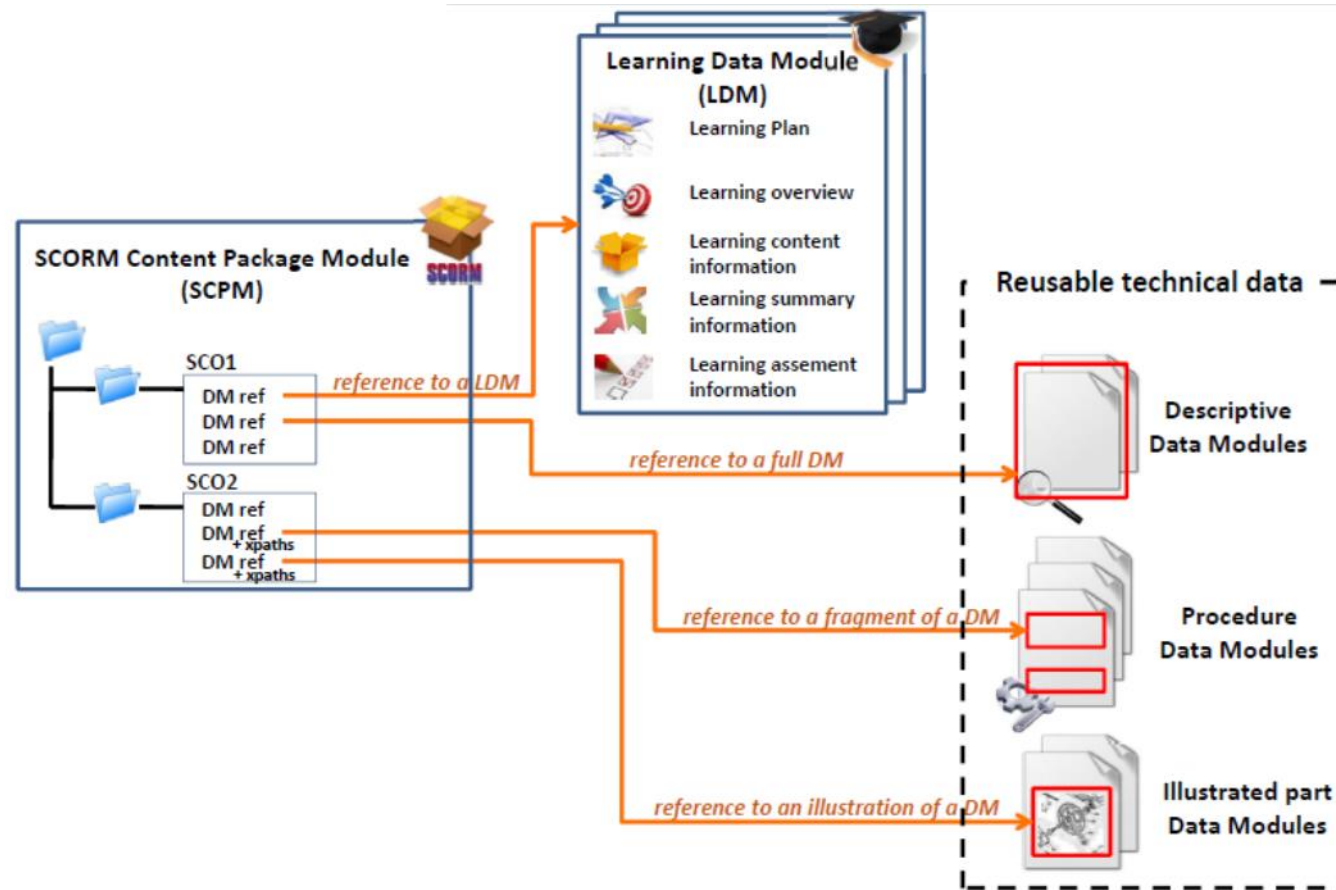 Learning Data Module
(LDM)
Learning Plan
Learning overview
Learning content
information
Learning summary
information
Learning assement
information
SCORM
SCORM Content Package Module
(SCPM)
SCO1
DM ref
DM ref
DM ref
SCO2
DM ref
DM ref
+ xpaths
DM ref
+ xpaths
reference to a LDM
reference to a full DM
reference to a fragment of a DM
reference to an illustration of a DM
Reusable technical data
Descriptive
Data Modules
Procedure
Data Modules
Illustrated part
Data Modules